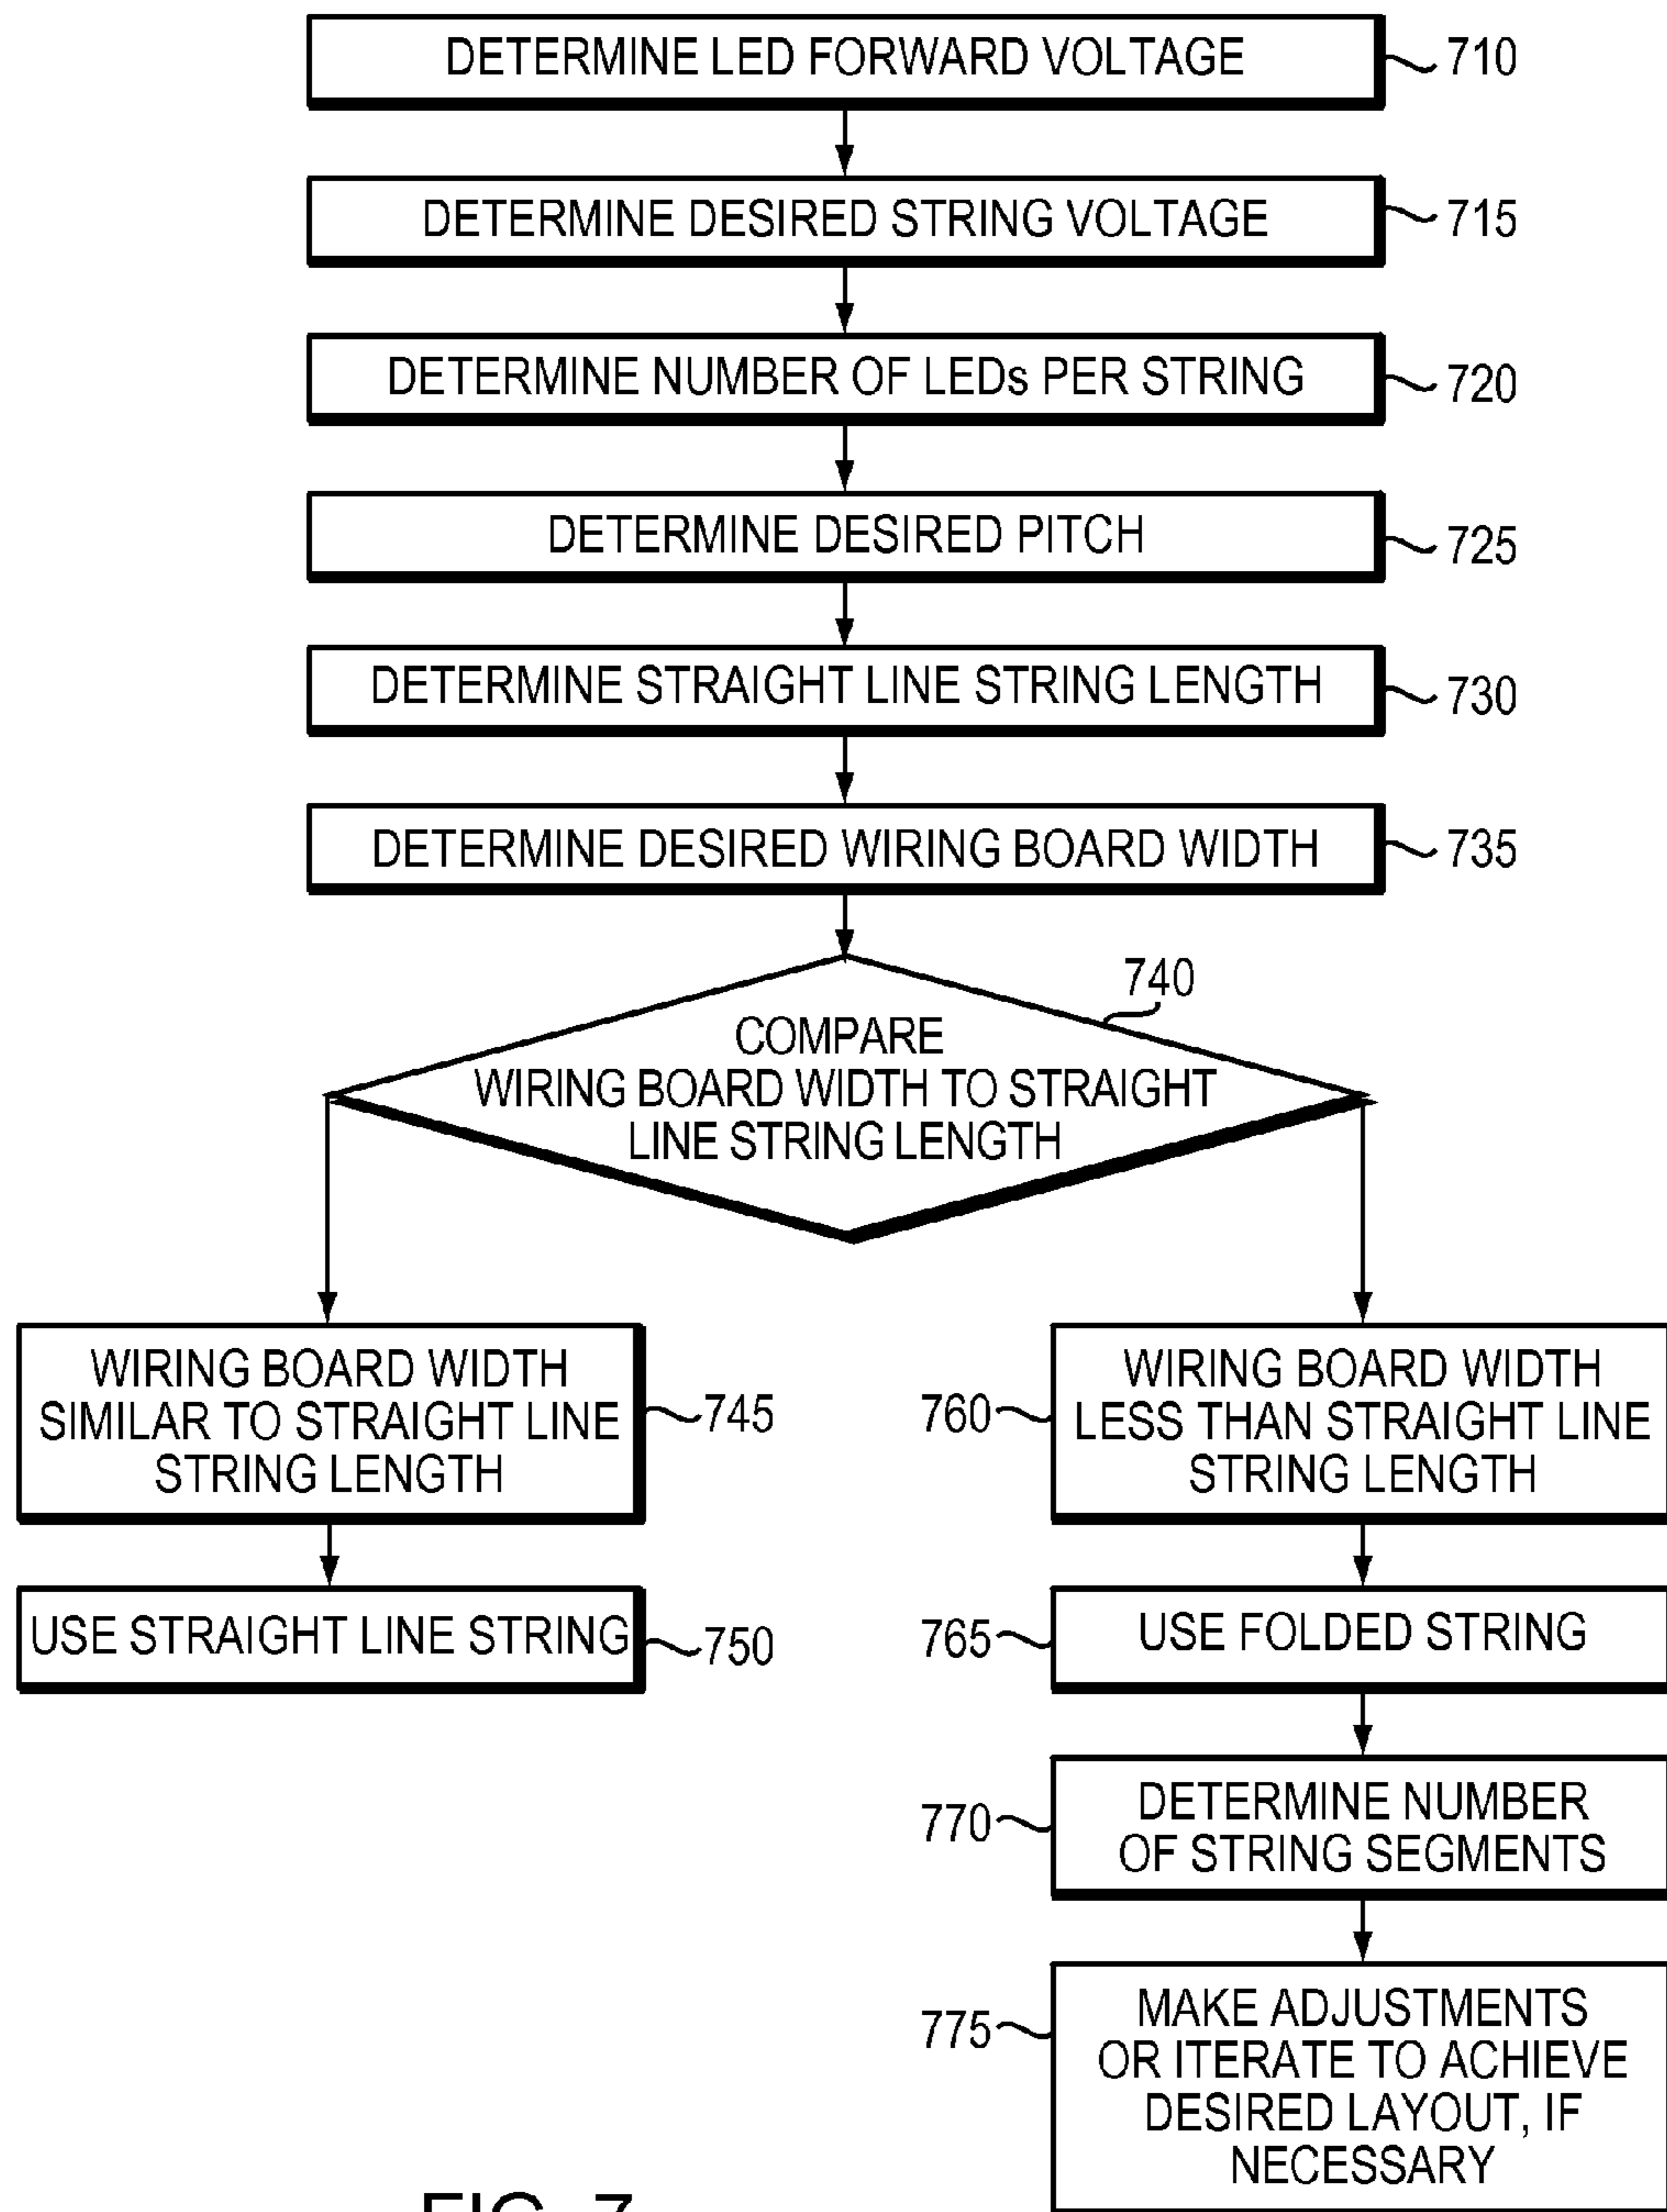 DETERMINE LED FORWARD VOLTAGE
710
DETERMINE DESIRED STRING VOLTAGE
715
DETERMINE NUMBER OF LEDs PER STRING
720
DETERMINE DESIRED PITCH
725
DETERMINE STRAIGHT LINE STRING LENGTH
730
DETERMINE DESIRED WIRING BOARD WIDTH
735
740
COMPARE
WIRING BOARD WIDTH TO STRAIGHT
LINE STRING LENGTH
WIRING BOARD WIDTH
SIMILAR TO STRAIGHT LINE
STRING LENGTH
745
USE STRAIGHT LINE STRING
750
760
WIRING BOARD WIDTH
LESS THAN STRAIGHT LINE
STRING LENGTH
765
USE FOLDED STRING
770
DETERMINE NUMBER
OF STRING SEGMENTS
775
MAKE ADJUSTMENTS
OR ITERATE TO ACHIEVE
DESIRED LAYOUT, IF
NECESSARY
FIG. 7